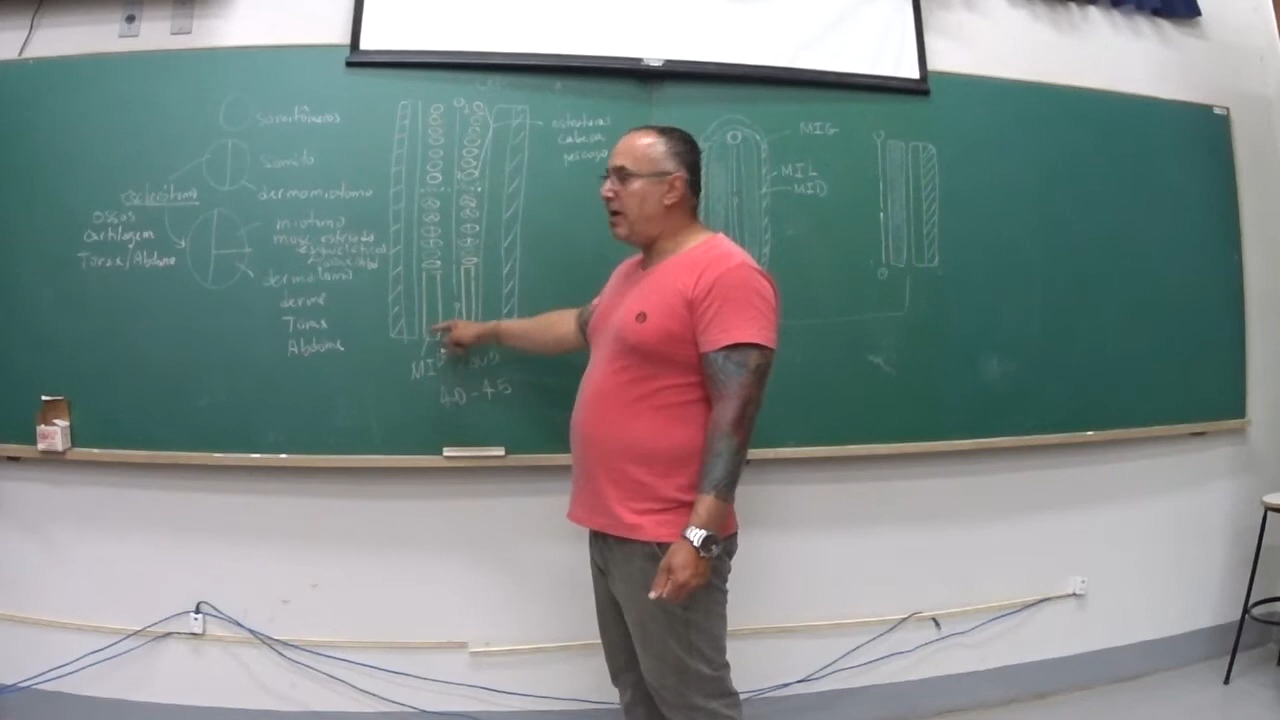 somitômeros
somito
esclerótomo
dermomiótomo
Ossos
Cartilagem
Tórax/Abdome
miótomo
musc estriado
esquelético
dermátomo
derme
Tórax
Abdome
estruturas
cabeça
pescoço
MIG
MIL
MID
40-45